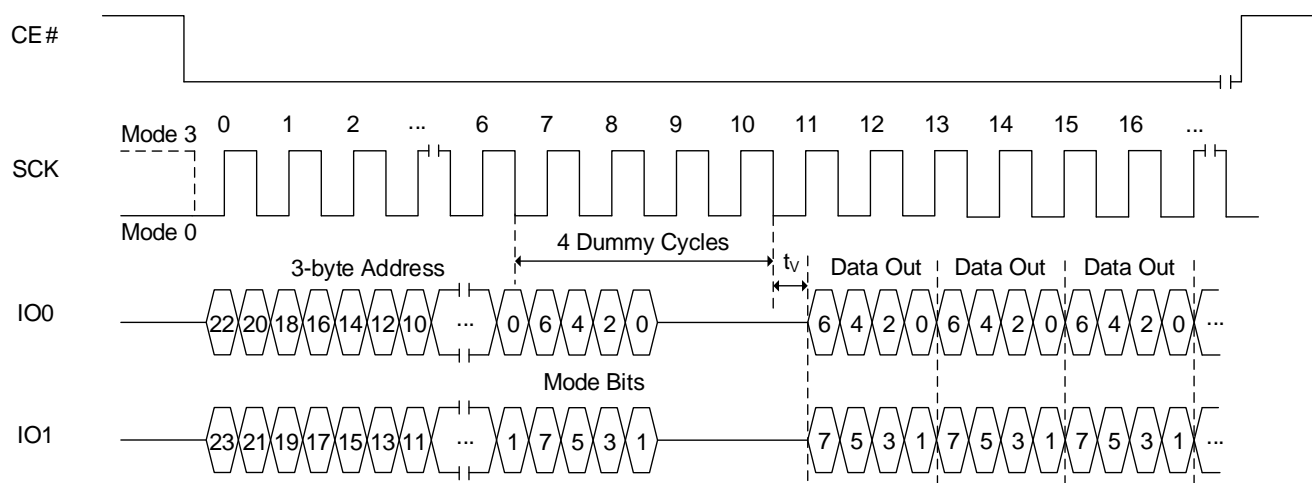 CE#
Mode 3
0 1 2 ... 6 7 8 9 10 11 12 13 14 15 16 ...
SCK
Mode 0
4 Dummy Cycles
3-byte Address
tV
Data Out Data Out Data Out
IO0
22 20 18 16 14 12 10 ... 0 6 4 2 0 6 4 2 0 6 4 2 0 6 4 2 0 ...
Mode Bits
IO1
23 21 19 17 15 13 11 ... 1 7 5 3 1 7 5 3 1 7 5 3 1 7 5 3 1 ...